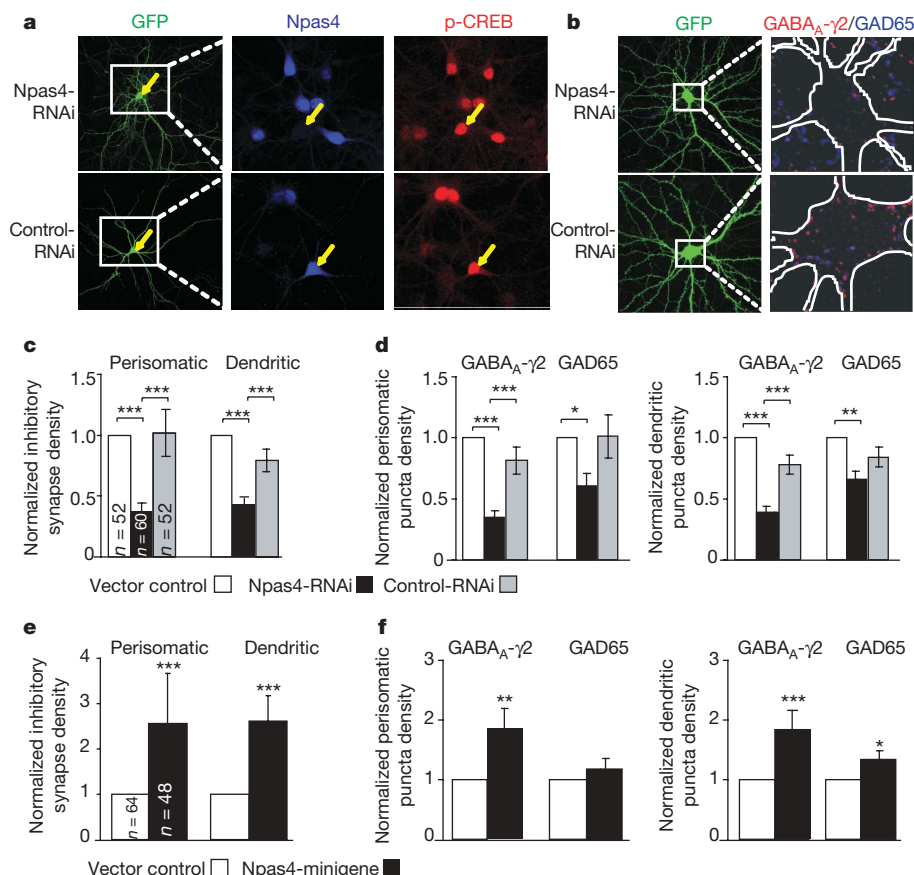 a
GFP
Npas4
p-CREB
Npas4-
RNAi
Control-
RNAi
b
GFP
GABAA-γ2/GAD65
Npas4-
RNAi
Control-
RNAi
c
Perisomatic
Dendritic
Normalized inhibitory
synapse density
1.0
0.5
0
***
***
***
***
n = 52
n = 60
n = 52
d
GABAA-γ2
GAD65
Normalized perisomatic
puncta density
1.5
1.0
0.5
0
***
***
*
GABAA-γ2
GAD65
Normalized dendritic
puncta density
1.5
1.0
0.5
0
***
***
**
Vector control
Npas4-RNAi
Control-RNAi
e
Perisomatic
Dendritic
Normalized inhibitory
synapse density
4
3
2
1
0
***
***
n = 64
n = 48
f
GABAA-γ2
GAD65
Normalized perisomatic
puncta density
3
2
1
0
**
GABAA-γ2
GAD65
Normalized dendritic
puncta density
3
2
1
0
***
*
Vector control
Npas4-minigene